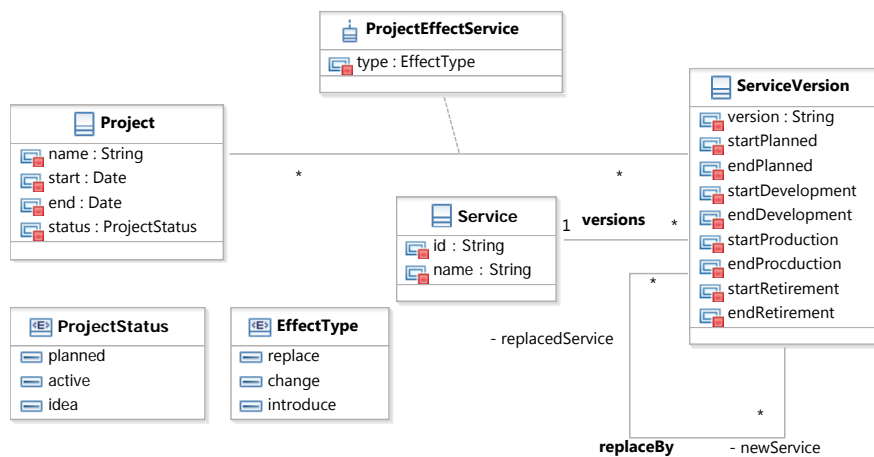 ProjectEffectService
type : EffectType
Project
name : String
start : Date
end : Date
status : ProjectStatus
*
*
ServiceVersion
version : String
startPlanned
endPlanned
startDevelopment
endDevelopment
startProduction
endProcduction
startRetirement
endRetirement
Service
id : String
name : String
1 versions *
*
- replacedService
*
replaceBy - newService
<E> ProjectStatus
planned
active
idea
<E> EffectType
replace
change
introduce